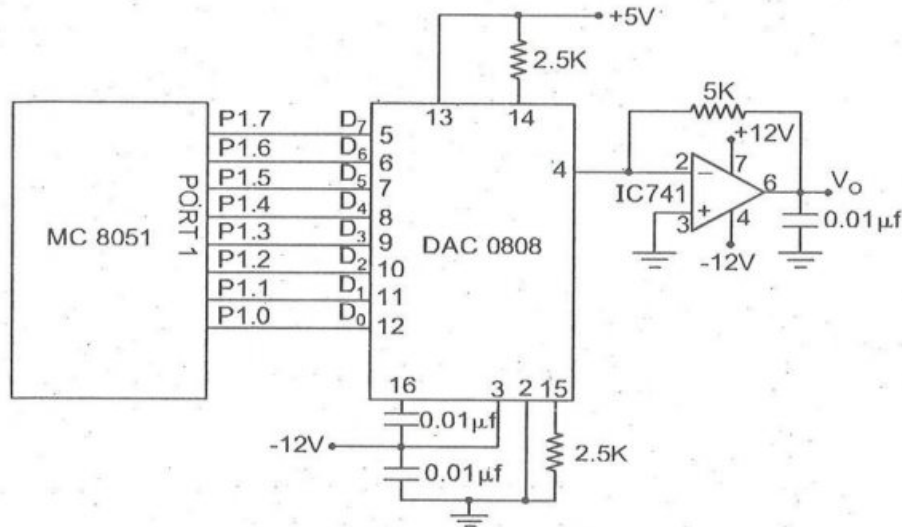 +5V
2.5K
5K
+12V
P1.7
P1.6
P1.5
P1.4
P1.3
P1.2
P1.1
P1.0
D7
D6
D5
D4
D3
D2
D1
D0
13
14
5
6
7
8
9
10
11
12
4
MC 8051
PORT 1
DAC 0808
2
7
6
VO
IC741
3
4
0.01µf
-12V
16
3
2
15
0.01µf
-12V
0.01µf
2.5K
−
+